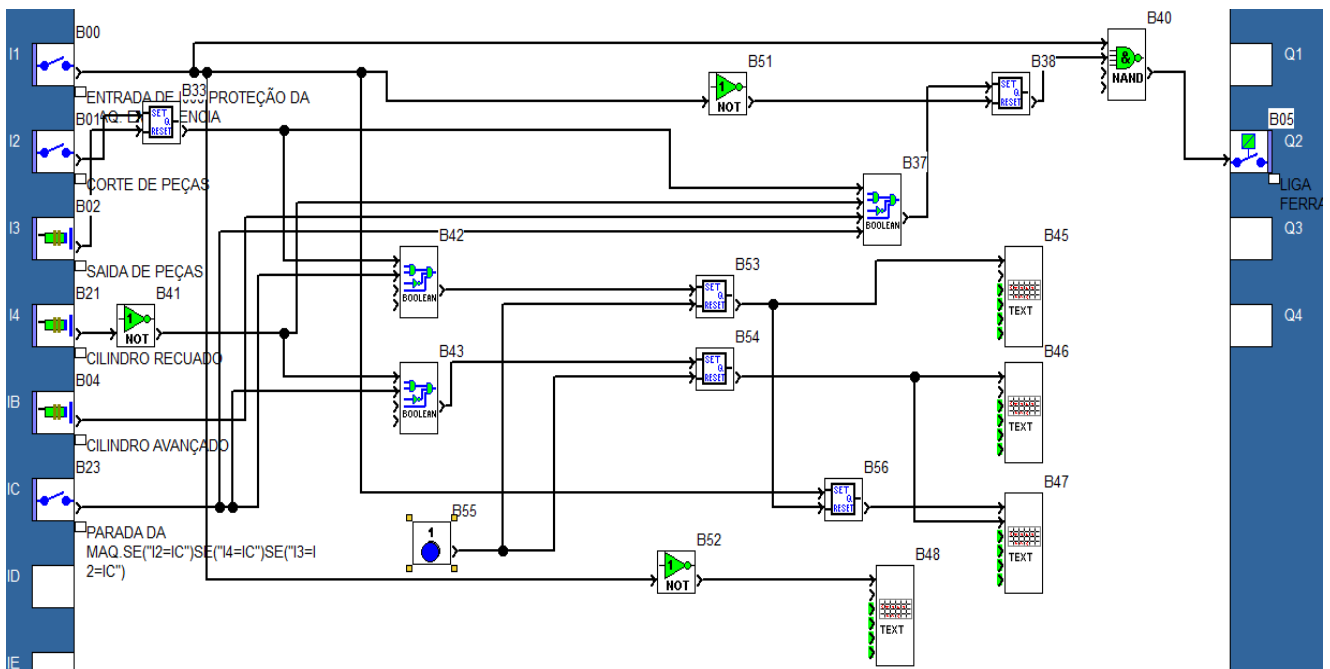 B00
B40
I1
Q1
B51
B38
1
NOT
SET
Q
RESET
&
NAND
ENTRADA DE
PROTEÇÃO DA
B33
SET
Q
RESET
B01
I2
B05
Q2
CORTE DE PEÇAS
B37
BOOLEAN
LIGA
FERRA
B02
I3
Q3
B42
BOOLEAN
B45
TEXT
SAIDA DE PEÇAS
B53
SET
Q
RESET
B21
B41
I4
1
NOT
Q4
CILINDRO RECUADO
B43
BOOLEAN
B54
SET
Q
RESET
B46
TEXT
B04
IB
CILINDRO AVANÇADO
B23
IC
B56
SET
Q
RESET
B47
TEXT
PARADA DA
MAQ.SE("I2=IC")SE("I4=IC")SE("I3=I
2=IC")
B55
1
B52
1
NOT
B48
TEXT
ID
IE